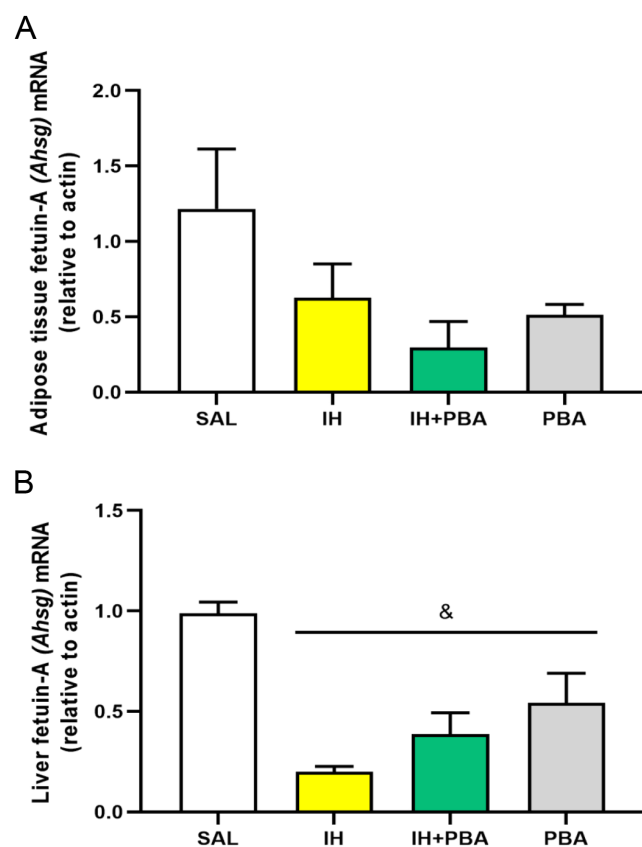 A
Adipose tissue fetuin-A (Ahsg) mRNA
(relative to actin)
2.0
1.5
1.0
0.5
0.0
SAL IH IH+PBA PBA
B
Liver fetuin-A (Ahsg) mRNA
(relative to actin)
1.5
1.0
0.5
0.0
&
SAL IH IH+PBA PBA